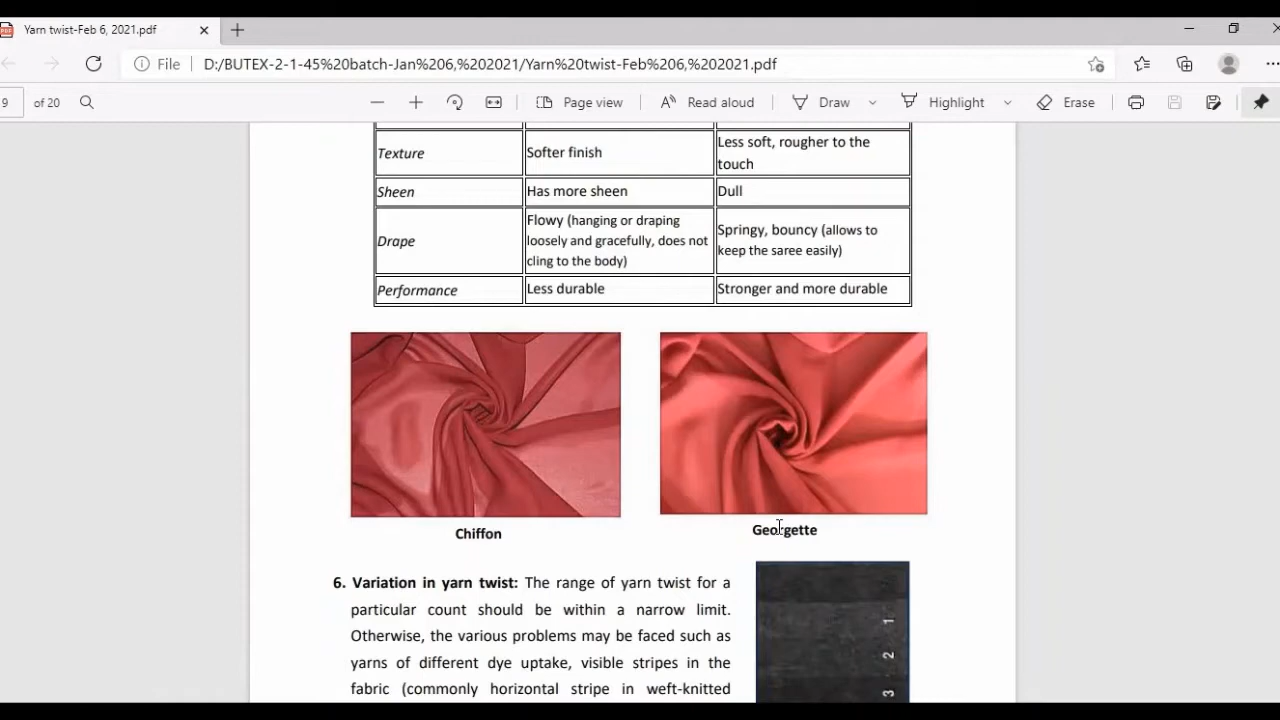 Yarn twist-Feb 6, 2021.pdf
File D:/BUTEX-2-1-45%20batch-Jan%206,%202021/Yarn%20twist-Feb%206,%202021.pdf
9 of 20 Page view Read aloud Draw Highlight Erase
Texture Softer finish Less soft, rougher to the
touch
Sheen Has more sheen Dull
Drape Flowy (hanging or draping
loosely and gracefully, does not
cling to the body) Springy, bouncy (allows to
keep the saree easily)
Performance Less durable Stronger and more durable
Chiffon Georgette
6. Variation in yarn twist: The range of yarn twist for a
particular count should be within a narrow limit.
Otherwise, the various problems may be faced such as
yarns of different dye uptake, visible stripes in the
fabric (commonly horizontal stripe in weft-knitted
1
2
3